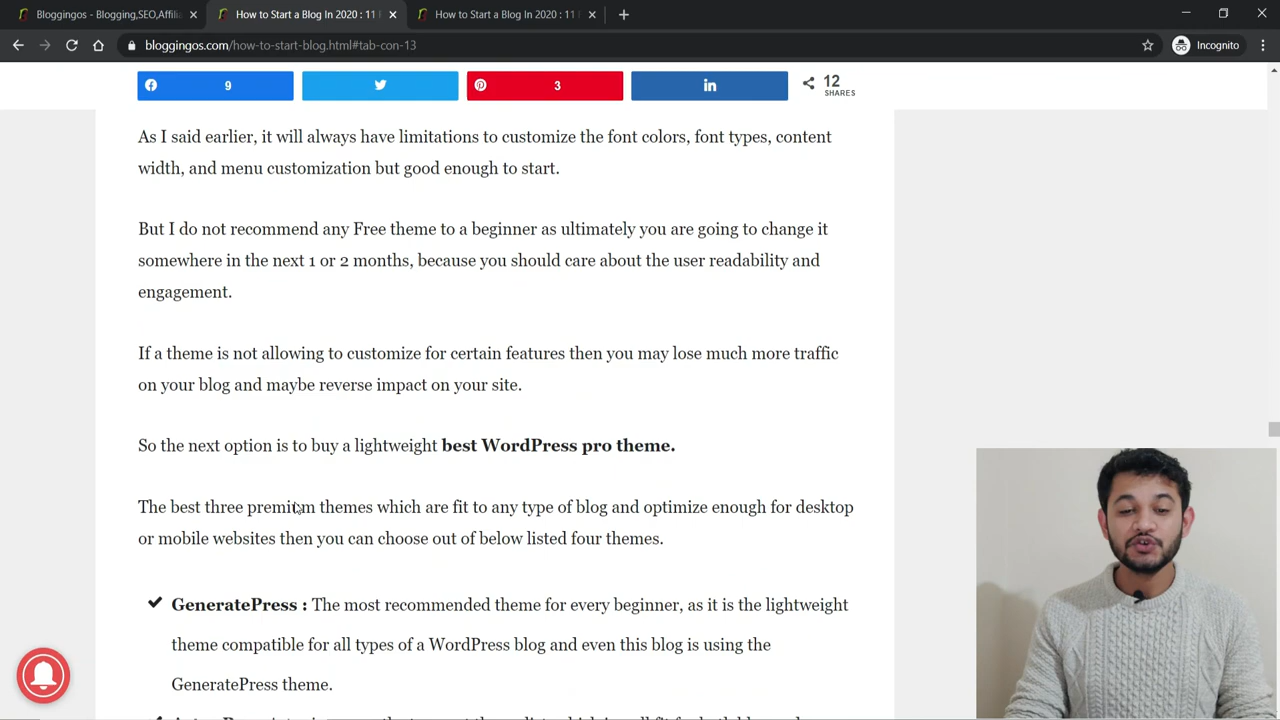 Bloggingos - Blogging,SEO,Affili
How to Start a Blog In 2020 : 11
How to Start a Blog In 2020 : 11
bloggingos.com/how-to-start-blog.html#tab-con-13
Incognito
9
3
12
SHARES
As I said earlier, it will always have limitations to customize the font colors, font types, content
width, and menu customization but good enough to start.
But I do not recommend any Free theme to a beginner as ultimately you are going to change it
somewhere in the next 1 or 2 months, because you should care about the user readability and
engagement.
If a theme is not allowing to customize for certain features then you may lose much more traffic
on your blog and maybe reverse impact on your site.
So the next option is to buy a lightweight best WordPress pro theme.
The best three premium themes which are fit to any type of blog and optimize enough for desktop
or mobile websites then you can choose out of below listed four themes.
GeneratePress : The most recommended theme for every beginner, as it is the lightweight
theme compatible for all types of a WordPress blog and even this blog is using the
GeneratePress theme.